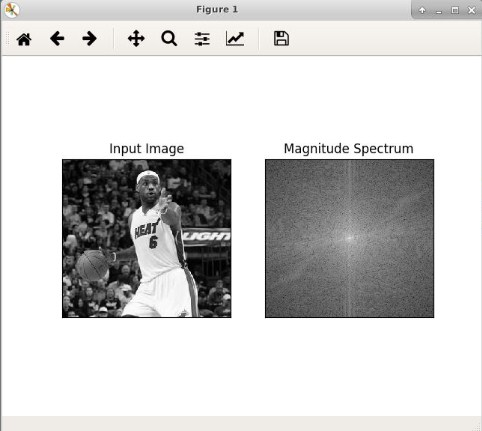 Figure 1
Input Image
Magnitude Spectrum
HEAT
LIGHT
6